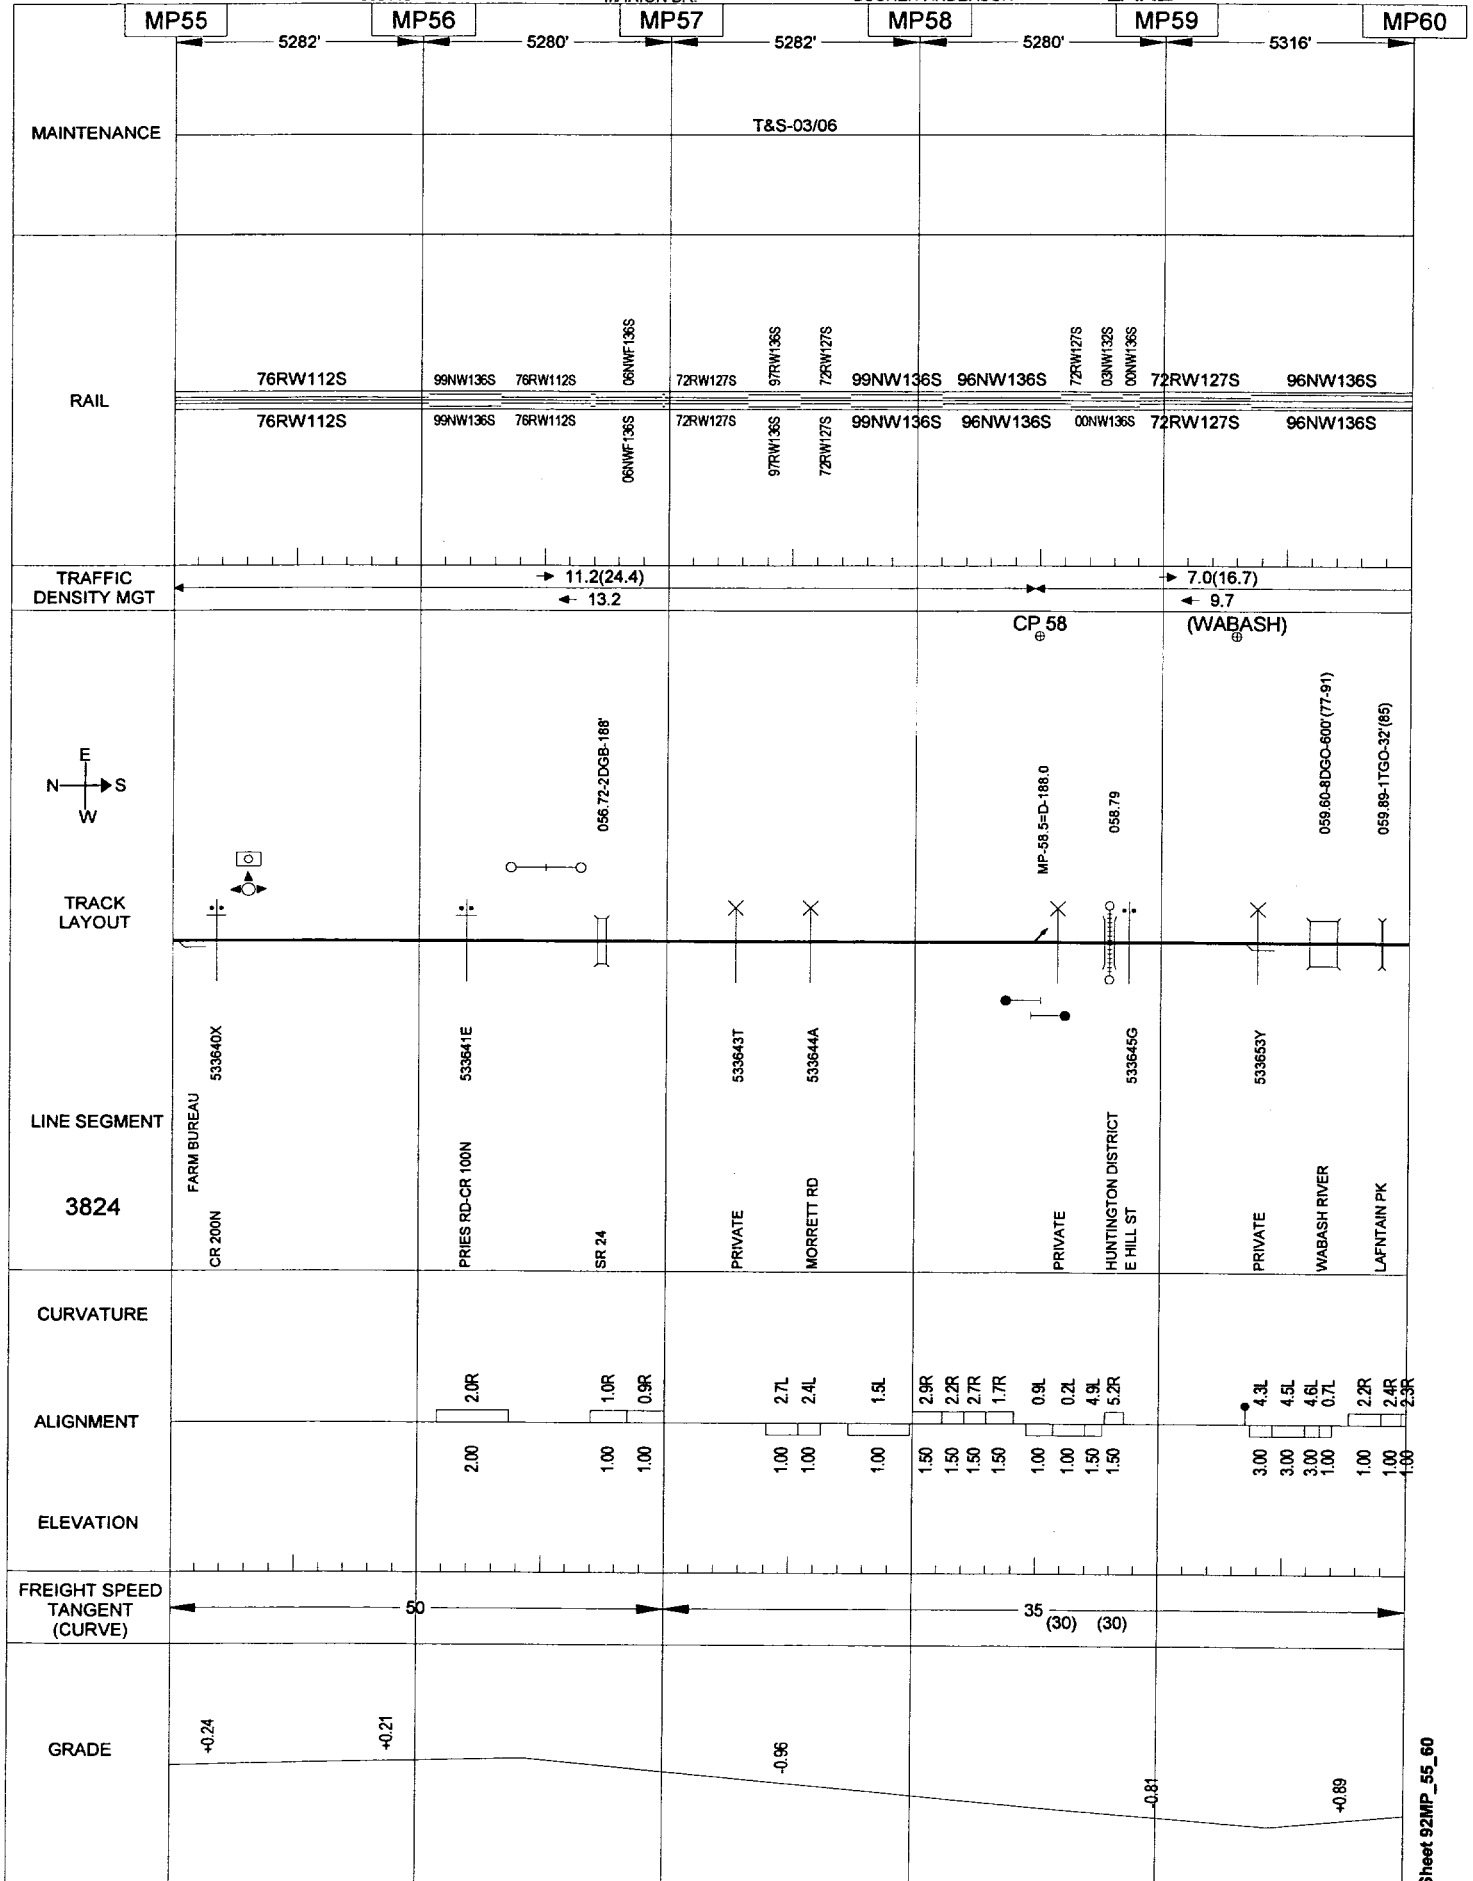 MP55 MP56 MP57 MP58 MP59 MP60
5282' 5280' 5282' 5280' 5316'
MAINTENANCE
T&S-03/06
RAIL
76RW112S 99NW136S 76RW112S 06NWF136S 72RW127S 97RW136S 72RW127S 99NW136S 96NW136S 72RW127S 03NW132S 00NW136S 72RW127S 96NW136S
76RW112S 99NW136S 76RW112S 06NWF136S 72RW127S 97RW136S 72RW127S 99NW136S 96NW136S 00NW136S 72RW127S 96NW136S
TRAFFIC
DENSITY MGT
11.2(24.4) 7.0(16.7)
13.2 9.7
CP 58 (WABASH)
E
N S
W
056.72-2DGB-188' MP-58.5=D-188.0 058.79 059.60-8DGO-600'(77-91) 059.89-1TGO-32'(85)
TRACK
LAYOUT
533640X 533641E 533643T 533644A 533645G 533653Y
LINE SEGMENT
3824
FARM BUREAU
CR 200N
PRIES RD-CR 100N
SR 24
PRIVATE
MORRETT RD
PRIVATE
HUNTINGTON DISTRICT
E HILL ST
PRIVATE
WABASH RIVER
LAFNTAIN PK
CURVATURE
2.0R 1.0R 0.9R 2.7L 2.4L 1.5L 2.9R 2.2R 2.7R 1.7R 0.9L 0.2L 4.9L 5.2R 4.3L 4.5L 4.6L 0.7L 2.2R 2.4R 2.3R
ALIGNMENT
2.00 1.00 1.00 1.00 1.00 1.00 1.50 1.50 1.50 1.50 1.00 1.00 1.50 1.50 3.00 3.00 3.00 1.00 1.00 1.00 1.00
ELEVATION
FREIGHT SPEED
TANGENT
(CURVE)
50 35
(30) (30)
GRADE
+0.24 +0.21 -0.96 -0.81 +0.89
Sheet 92MP_55_60